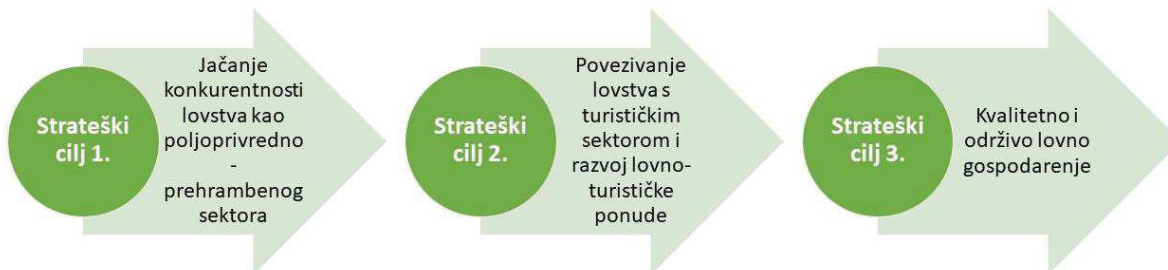 Strateški
cilj 1.
Jačanje
konkurentnosti
lovstva kao
poljoprivredno
-
prehrambenog
sektora
Strateški
cilj 2.
Povezivanje
lovstva s
turističkim
sektorom i
razvoj lovno-
turističke
ponude
Strateški
cilj 3.
Kvalitetno i
održivo lovno
gospodarenje